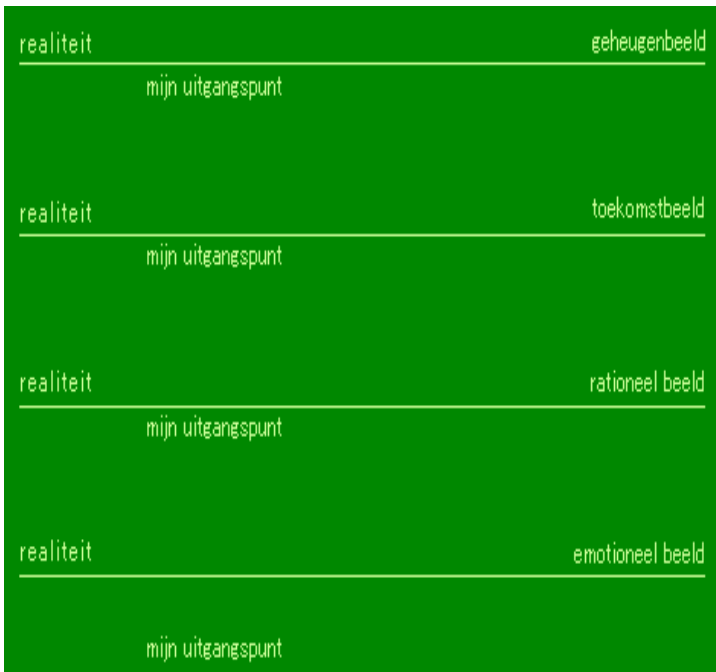 realiteit geheugenbeeld
mijn uitgangspunt
realiteit toekomstbeeld
mijn uitgangspunt
realiteit rationeel beeld
mijn uitgangspunt
realiteit emotioneel beeld
mijn uitgangspunt